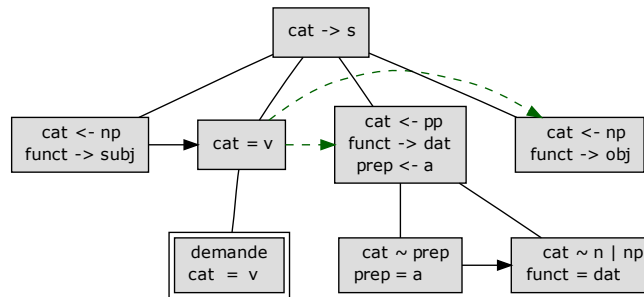 cat -> s
cat <- np
funct -> subj
cat = v
cat <- pp
funct -> dat
prep <- a
cat <- np
funct -> obj
demande
cat = v
cat ~ prep
prep = a
cat ~ n | np
funct = dat